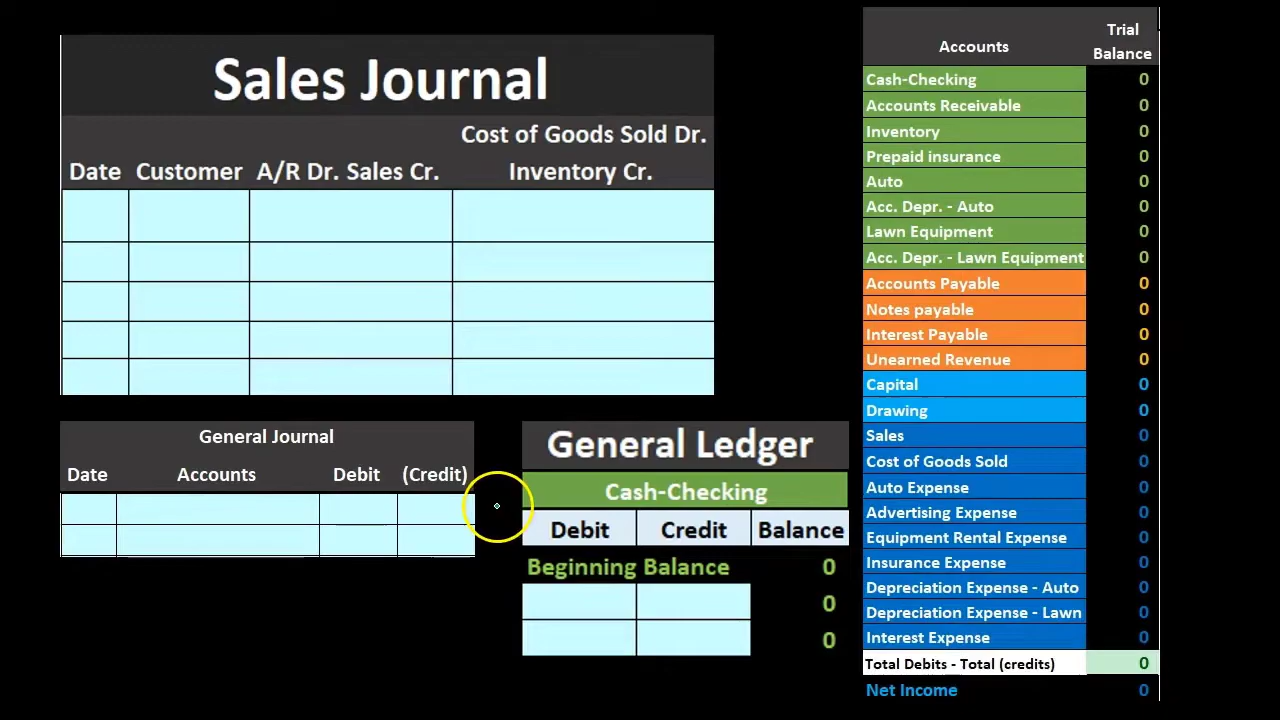 Sales Journal
Cost of Goods Sold Dr.
Date Customer A/R Dr. Sales Cr. Inventory Cr.
General Journal
Date Accounts Debit (Credit)
General Ledger
Cash-Checking
Debit Credit Balance
Beginning Balance 0
0
0
Trial
Accounts Balance
Cash-Checking 0
Accounts Receivable 0
Inventory 0
Prepaid insurance 0
Auto 0
Acc. Depr. - Auto 0
Lawn Equipment 0
Acc. Depr. - Lawn Equipment 0
Accounts Payable 0
Notes payable 0
Interest Payable 0
Unearned Revenue 0
Capital 0
Drawing 0
Sales 0
Cost of Goods Sold 0
Auto Expense 0
Advertising Expense 0
Equipment Rental Expense 0
Insurance Expense 0
Depreciation Expense - Auto 0
Depreciation Expense - Lawn 0
Interest Expense 0
Total Debits - Total (credits) 0
Net Income 0